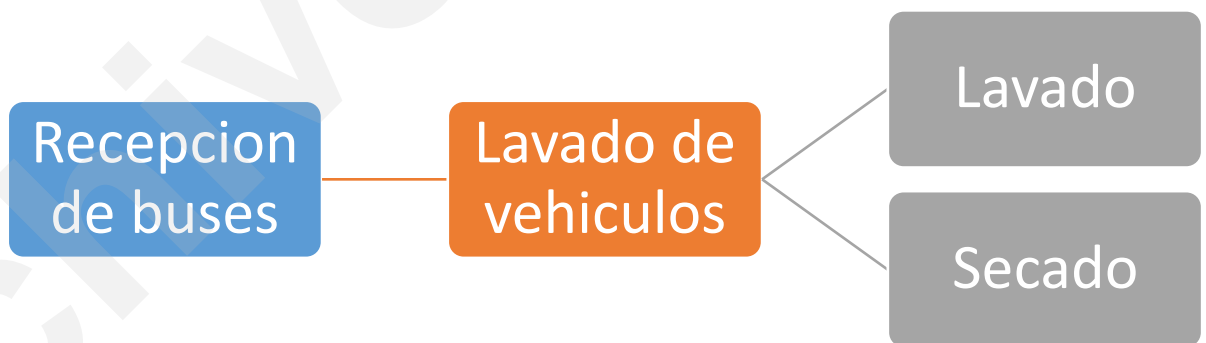 Recepcion
de buses
Lavado de
vehiculos
Lavado
Secado